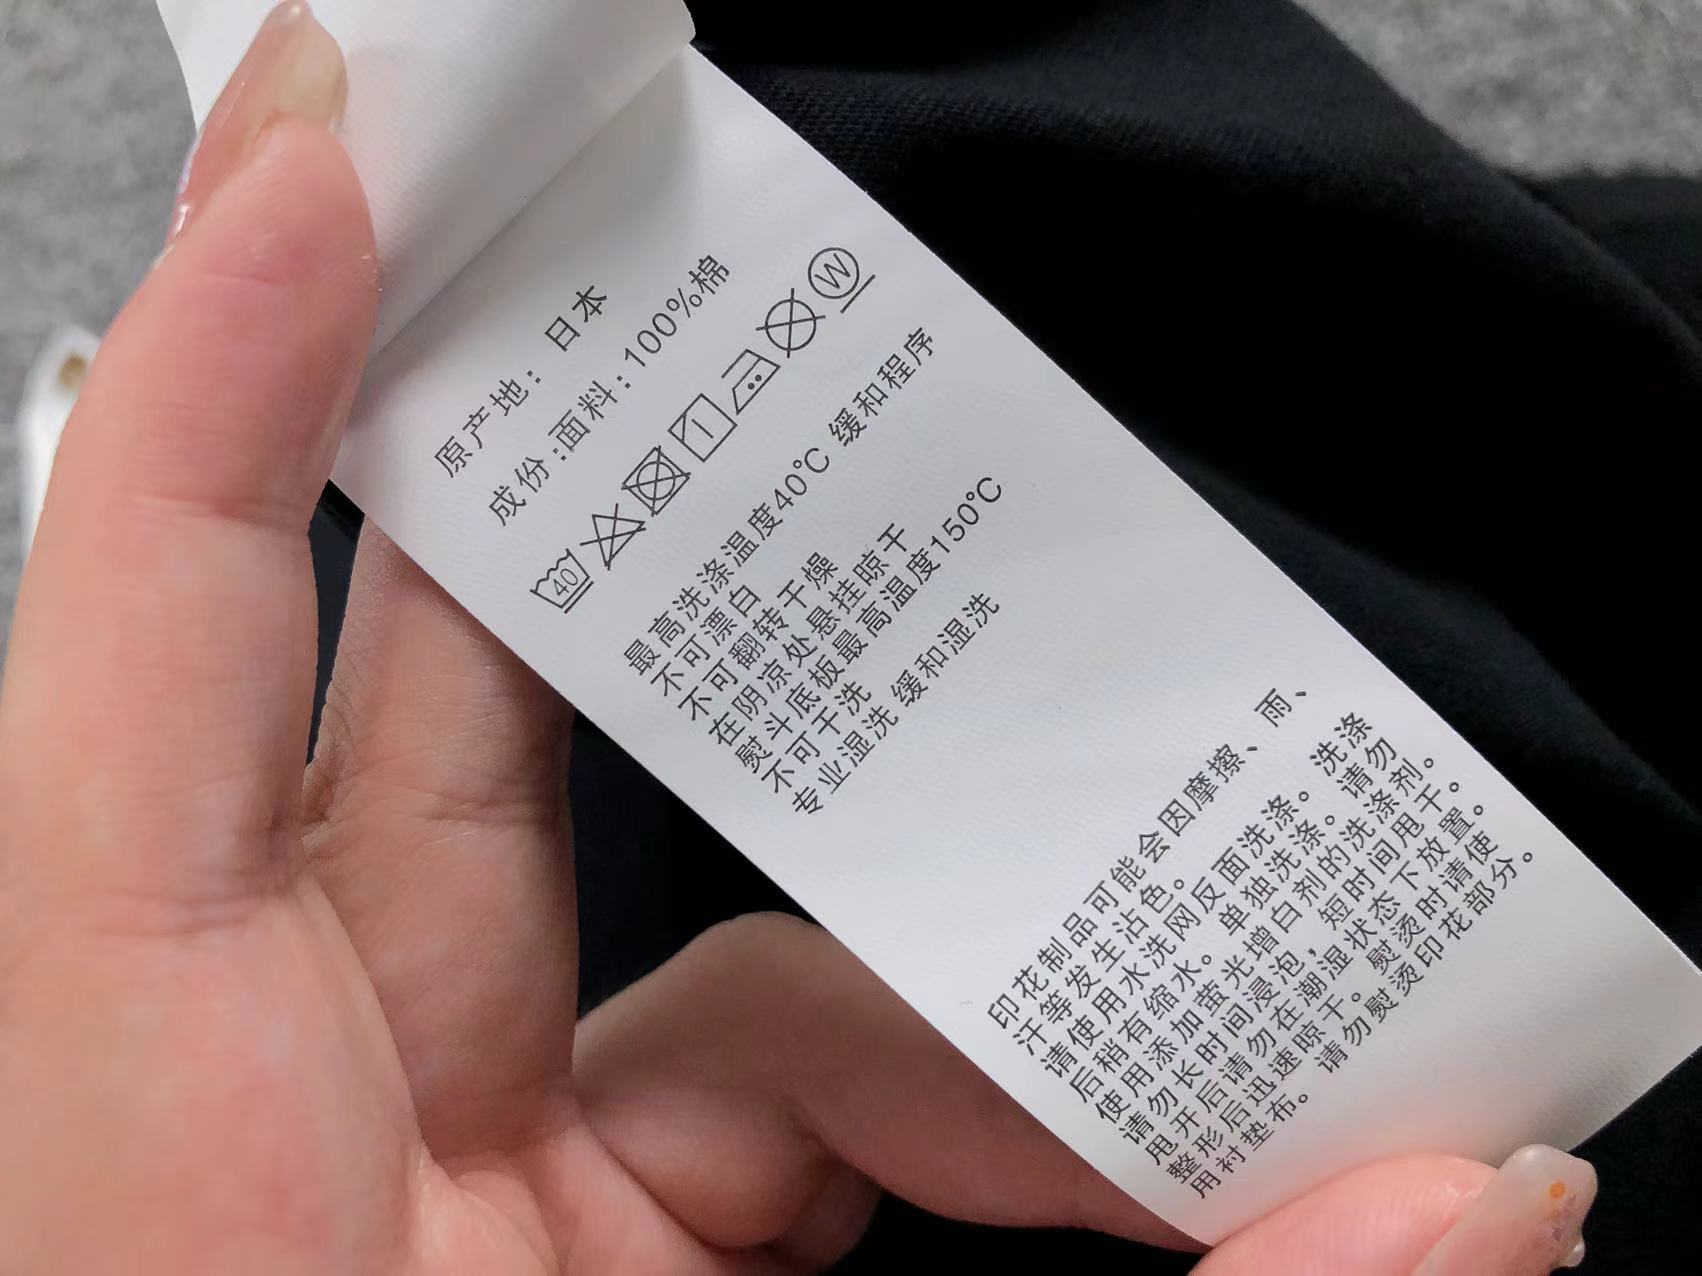 原产地： 日本
成份:面料：100%棉
40 W
最高洗涤温度40℃ 缓和程序
不可漂白
不可翻转干燥
在阴凉处悬挂晾干
熨斗底板最高温度150℃
不可干洗
专业湿洗 缓和湿洗
印花制品可能会因摩擦、雨、
汗等发生沾色。
请使用水洗网反面洗涤。洗涤
后稍有缩水。单独洗涤。请勿
使用添加萤光增白剂的洗涤剂。
请勿长时间浸泡，短时间甩干。
甩开后请勿在潮湿状态下放置。
整形后迅速晾干。熨烫时请使
用衬垫布。 请勿熨烫印花部分。